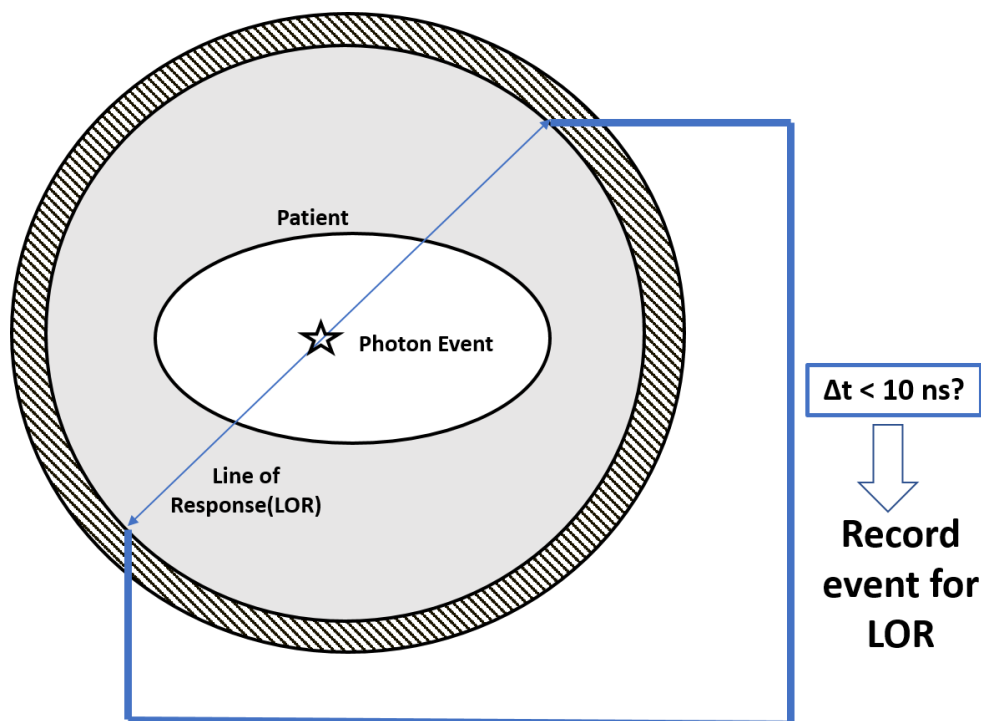 Patient
Photon Event
Line of
Response(LOR)
Δt < 10 ns?
Record
event for
LOR